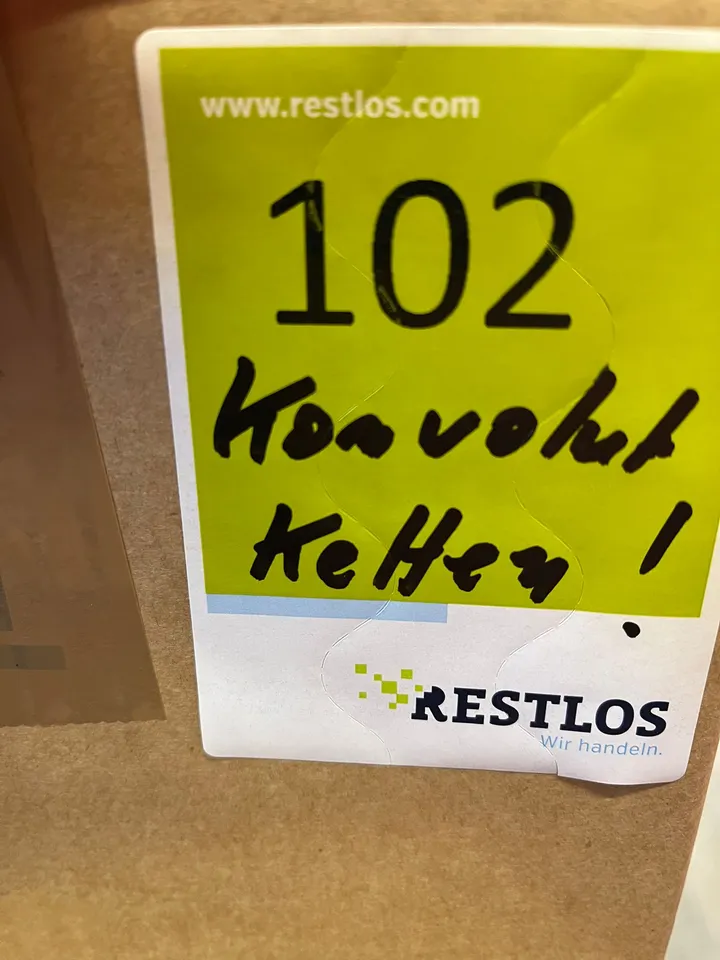 www.restlos.com
102
Konvolut
Ketten!
RESTLOS
Wir handeln.